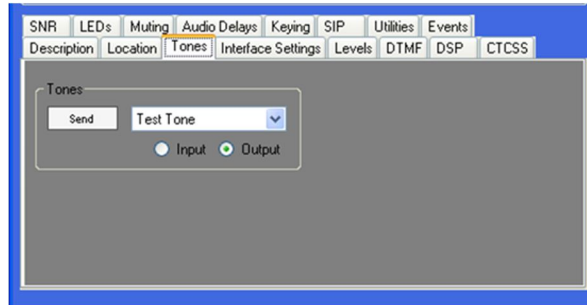 SNR LEDs Muting Audio Delays Keying SIP Utilities Events
Description Location Tones Interface Settings Levels DTMF DSP CTCSS
Tones
Send Test Tone
Input Output